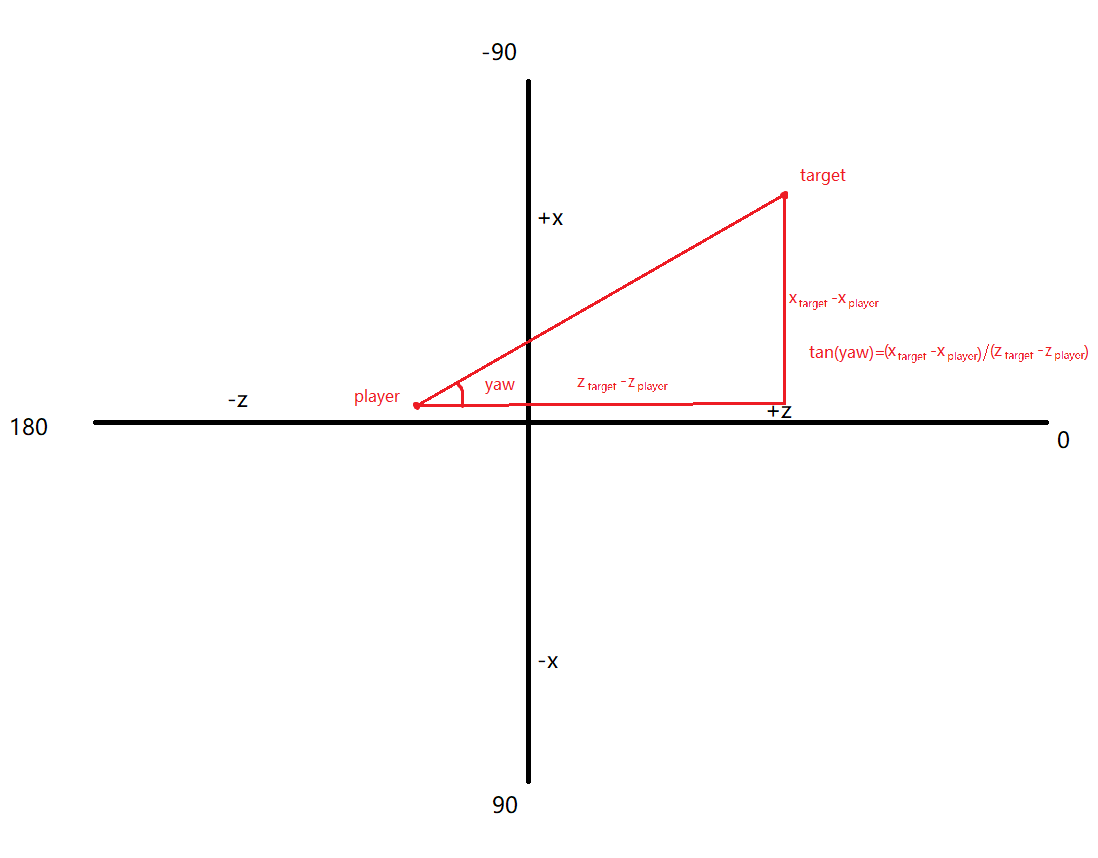 -90
target
+x
x target -x player
tan(yaw)=(x target -x player)/(z target -z player)
yaw
z target -z player
player
-z
+z
180
0
-x
90